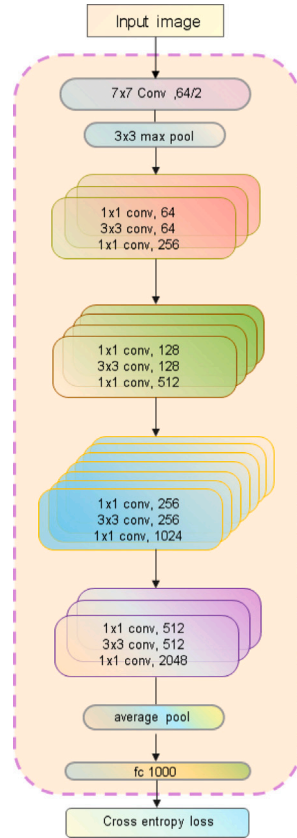 Input image
7x7 Conv ,64/2
3x3 max pool
1x1 conv, 64
3x3 conv, 64
1x1 conv, 256
1x1 conv, 128
3x3 conv, 128
1x1 conv, 512
1x1 conv, 256
3x3 conv, 256
1x1 conv, 1024
1x1 conv, 512
3x3 conv, 512
1x1 conv, 2048
average pool
fc 1000
Cross entropy loss